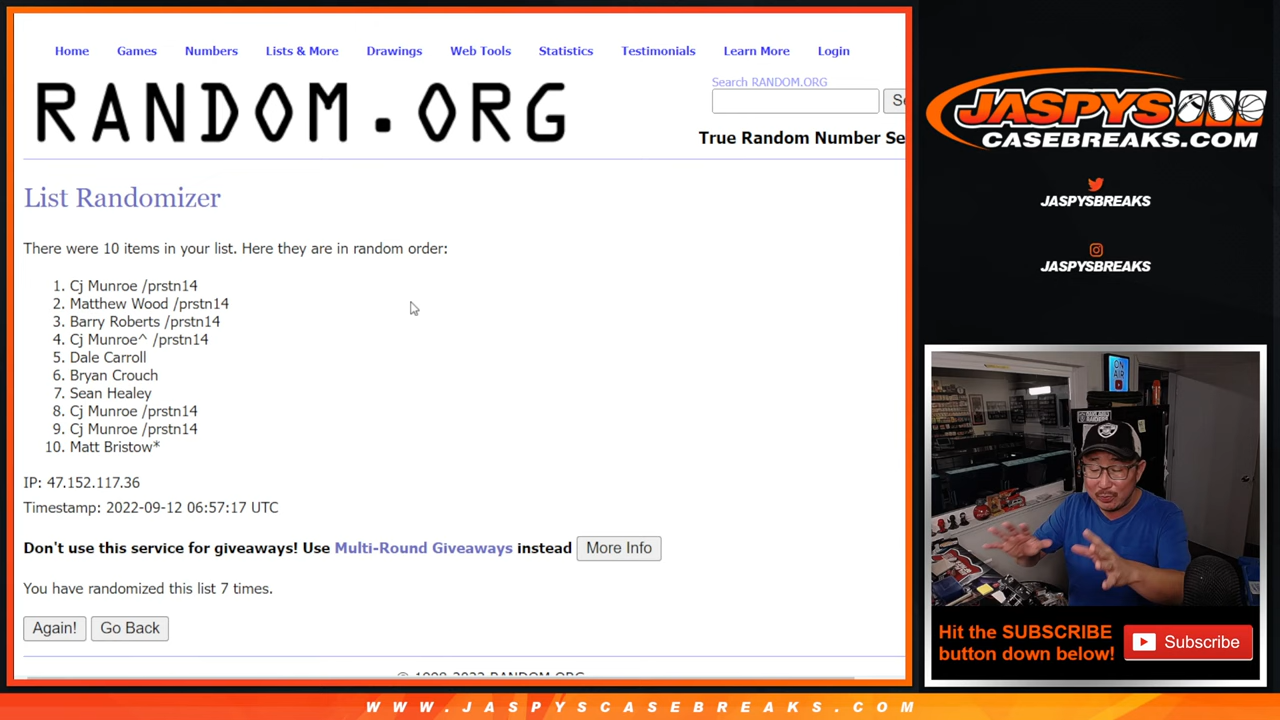 Home Games Numbers Lists & More Drawings Web Tools Statistics Testimonials Learn More Login
Search RANDOM.ORG
RANDOM.ORG
True Random Number Se
List Randomizer
There were 10 items in your list. Here they are in random order:
1. Cj Munroe /prstn14
2. Matthew Wood /prstn14
3. Barry Roberts /prstn14
4. Cj Munroe^ /prstn14
5. Dale Carroll
6. Bryan Crouch
7. Sean Healey
8. Cj Munroe /prstn14
9. Cj Munroe /prstn14
10. Matt Bristow*
IP: 47.152.117.36
Timestamp: 2022-09-12 06:57:17 UTC
Don't use this service for giveaways! Use Multi-Round Giveaways instead More Info
You have randomized this list 7 times.
Again! Go Back
JASPYS
CASEBREAKS.COM
JASPYSBREAKS
JASPYSBREAKS
ON
AIR
Hit the SUBSCRIBE
button down below!
Subscribe
WWW.JASPYSCASEBREAKS.COM